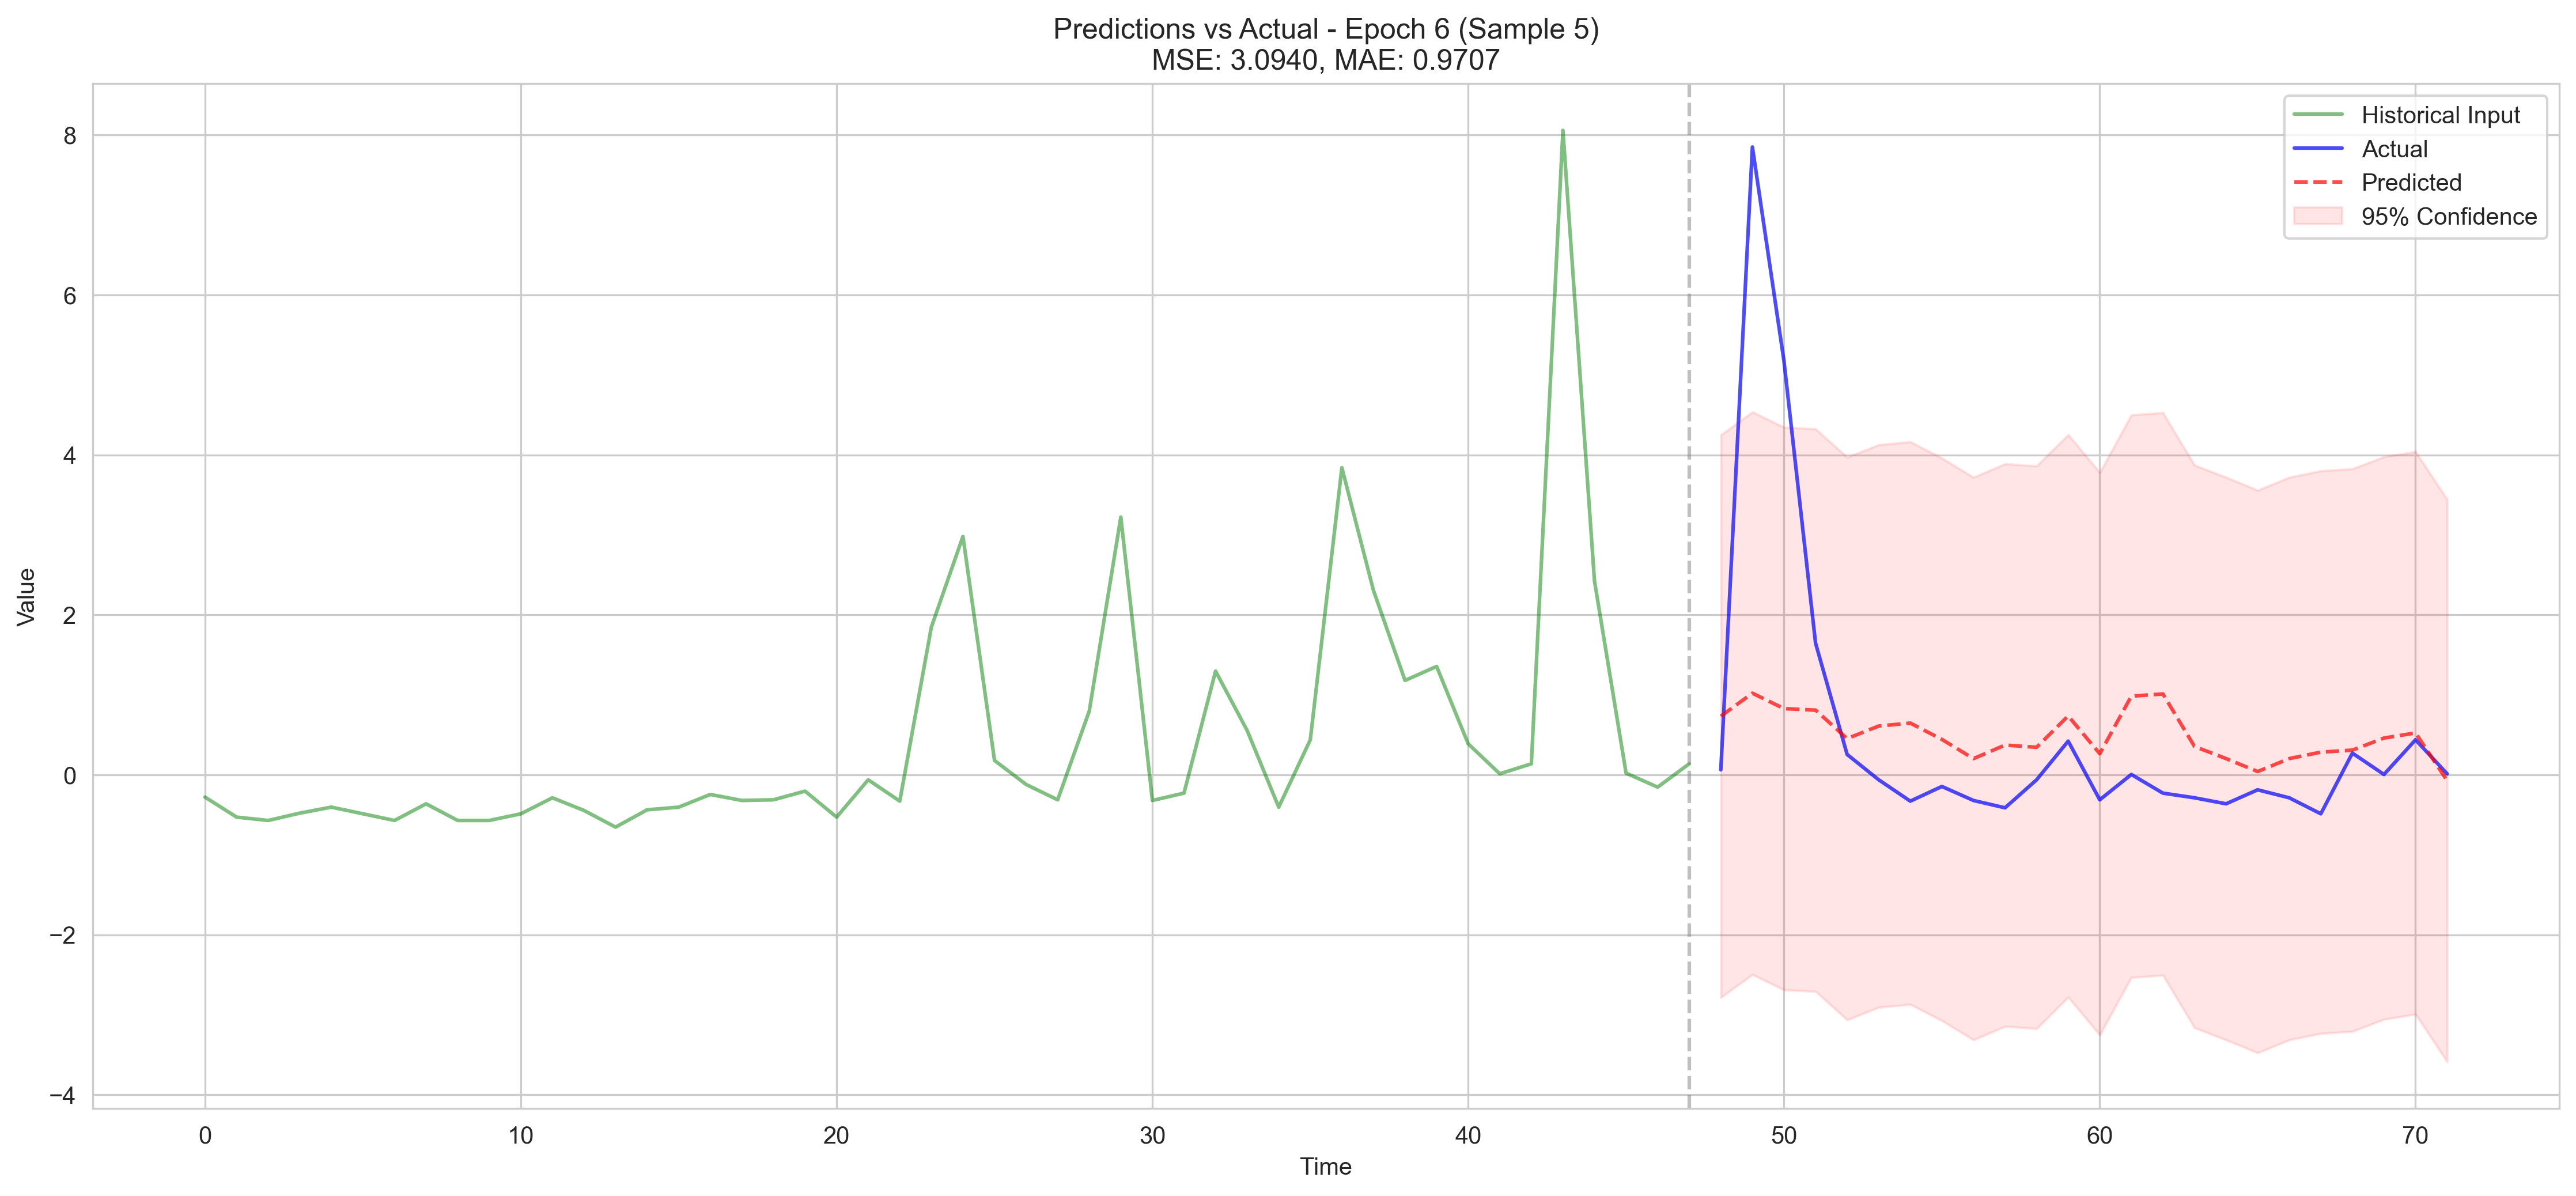 Predictions vs Actual - Epoch 6 (Sample 5)
MSE: 3.0940, MAE: 0.9707
Historical Input
Actual
Predicted
95% Confidence
Value
8
6
4
2
0
−2
−4
0 10 20 30 40 50 60 70
Time